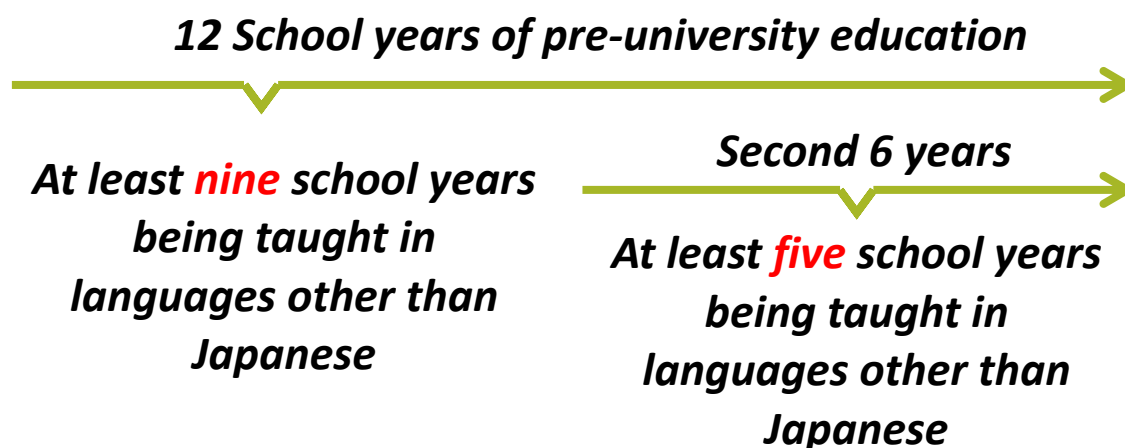 12 School years of pre-university education
At least nine school years
being taught in
languages other than
Japanese
Second 6 years
At least five school years
being taught in
languages other than
Japanese